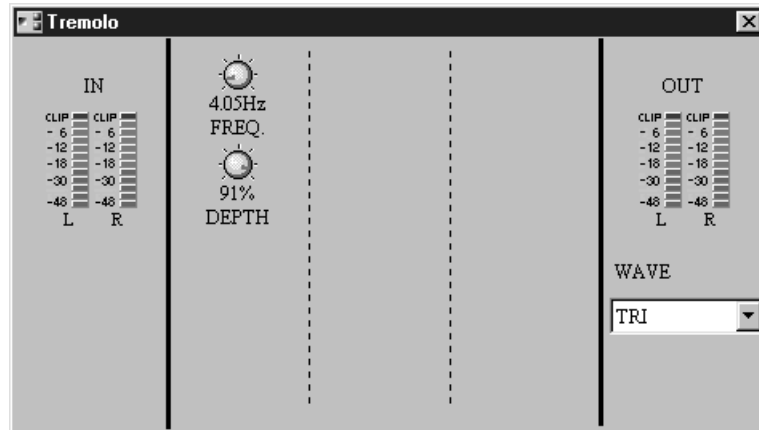 Tremolo
IN
CLIP CLIP
- 6 - 6
-12 -12
-18 -18
-30 -30
-48 -48
L R
4.05Hz
FREQ.
91%
DEPTH
OUT
CLIP CLIP
- 6 - 6
-12 -12
-18 -18
-30 -30
-48 -48
L R
WAVE
TRI